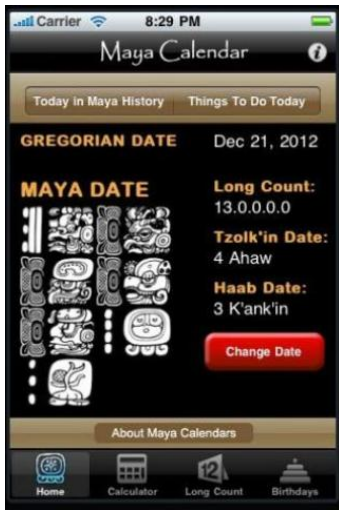 Carrier 8:29 PM
Maya Calendar
Today in Maya History Things To Do Today
GREGORIAN DATE Dec 21, 2012
MAYA DATE
Long Count:
13.0.0.0.0
Tzolk'in Date:
4 Ahaw
Haab Date:
3 K'ank'in
Change Date
About Maya Calendars
12
Home Calculator Long Count Birthdays